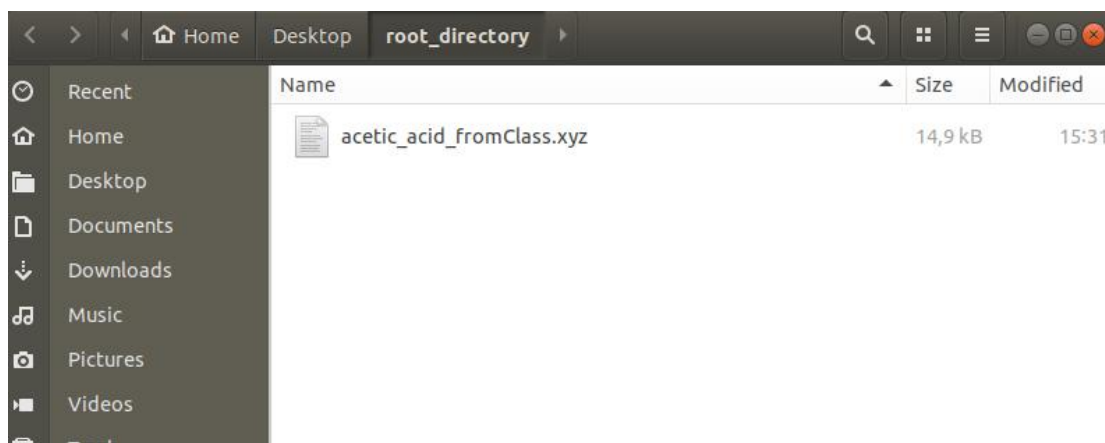 Home Desktop root_directory
Recent
Home
Desktop
Documents
Downloads
Music
Pictures
Videos
Name Size Modified
acetic_acid_fromClass.xyz 14,9 kB 15:31